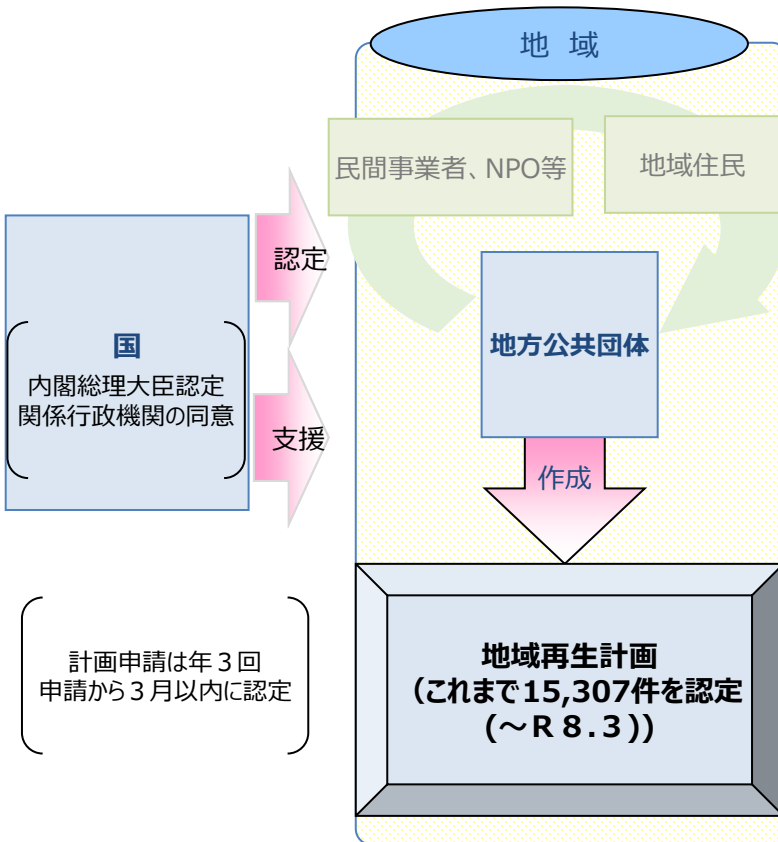 地 域
民間事業者、NPO等
地域住民
認定
国
内閣総理大臣認定
関係行政機関の同意
地方公共団体
支援
作成
計画申請は年３回
申請から３月以内に認定
地域再生計画
（これまで15,307件を認定
(～Ｒ８.３))